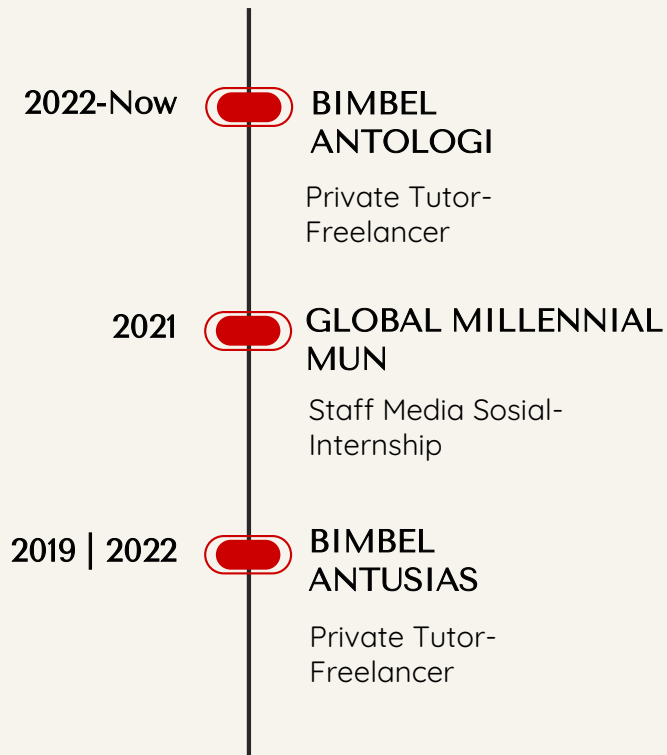 2022-Now
BIMBEL
ANTOLOGI
Private Tutor-
Freelancer
2021
GLOBAL MILLENNIAL
MUN
Staff Media Sosial-
Internship
2019 | 2022
BIMBEL
ANTUSIAS
Private Tutor-
Freelancer